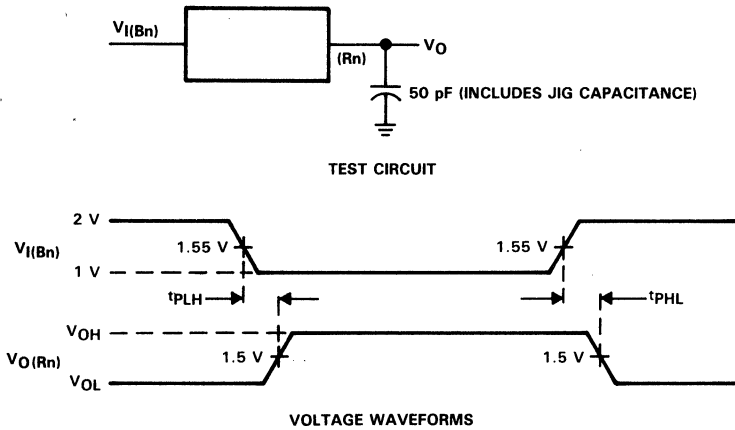 VI(Bn)
(Rn)
VO
50 pF (INCLUDES JIG CAPACITANCE)
TEST CIRCUIT
2 V
VI(Bn)
1.55 V
1.55 V
1 V
tPLH
tPHL
VOH
VO(Rn)
1.5 V
1.5 V
VOL
VOLTAGE WAVEFORMS